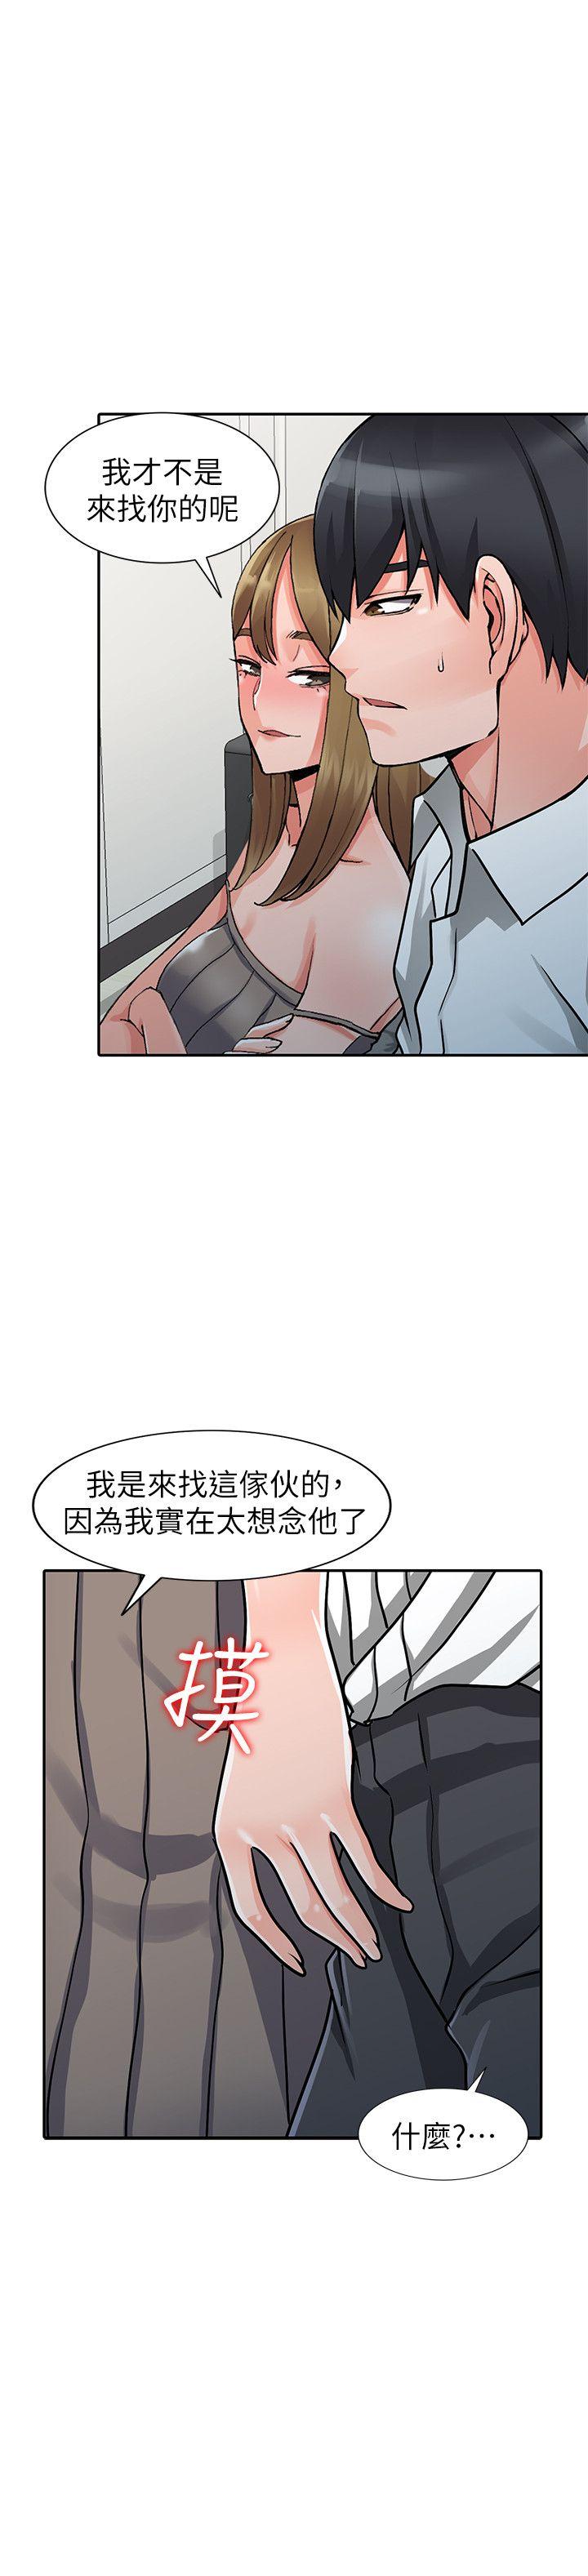 我才不是
來找你的呢
我是來找這傢伙的，
因為我實在太想念他了
摸
什麼?⋯